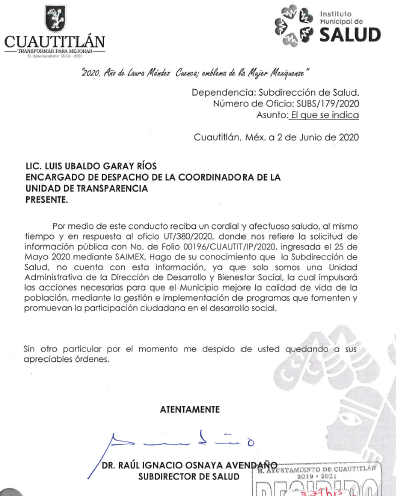 CUAUTITLÁN
TRANSFORMAR PARA MEJORAR
Instituto
Municipal de
SALUD
"2020. Año de Laura Méndez Cuenca; emblema de la Mujer Mexiquense"
Dependencia: Subdirección de Salud.
Número de Oficio: SUBS/179/2020
Asunto: El que se indica
Cuautitlán, Méx. a 2 de Junio de 2020
LIC. LUIS UBALDO GARAY RÍOS
ENCARGADO DE DESPACHO DE LA COORDINADORA DE LA
UNIDAD DE TRANSPARENCIA
PRESENTE.
Por medio de este conducto reciba un cordial y afectuoso saludo, al mismo
tiempo y en respuesta al oficio UT/380/2020, donde nos refiere la solicitud de
información pública con No. de Folio 00196/CUAUTIT/IP/2020, ingresada el 25 de
Mayo 2020 mediante SAIMEX, Hago de su conocimiento que la Subdirección de
Salud, no cuenta con esta información, ya que solo somos una Unidad
Administrativa de la Dirección de Desarrollo y Bienestar Social, la cual impulsará
las acciones necesarias para que el Municipio mejore la calidad de vida de la
población, mediante la gestión e implementación de programas que fomenten y
promuevan la participación ciudadana en el desarrollo social.
Sin otro particular por el momento me despido de usted quedando a sus
apreciables órdenes.
ATENTAMENTE
DR. RAÚL IGNACIO OSNAYA AVENDAÑO
SUBDIRECTOR DE SALUD
H. AYUNTAMIENTO DE CUAUTITLÁN
2019 - 2021